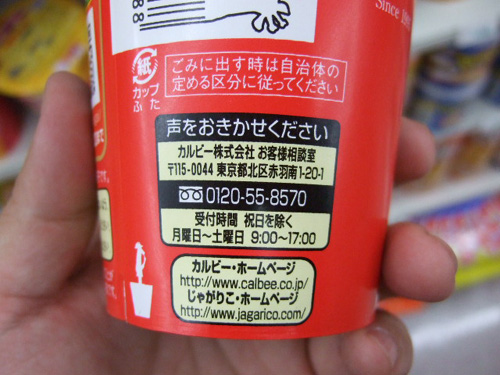 88
Since 1995
紙
カップ
ふた
ごみに出す時は自治体の
定める区分に従ってください
声をおきかせください
カルビー株式会社 お客様相談室
〒115-0044 東京都北区赤羽南1-20-1
0120-55-8570
受付時間 祝日を除く
月曜日～土曜日 9:00～17:00
カルビー・ホームページ
http://www.calbee.co.jp/
じゃがりこ・ホームページ
http://www.jagarico.com/